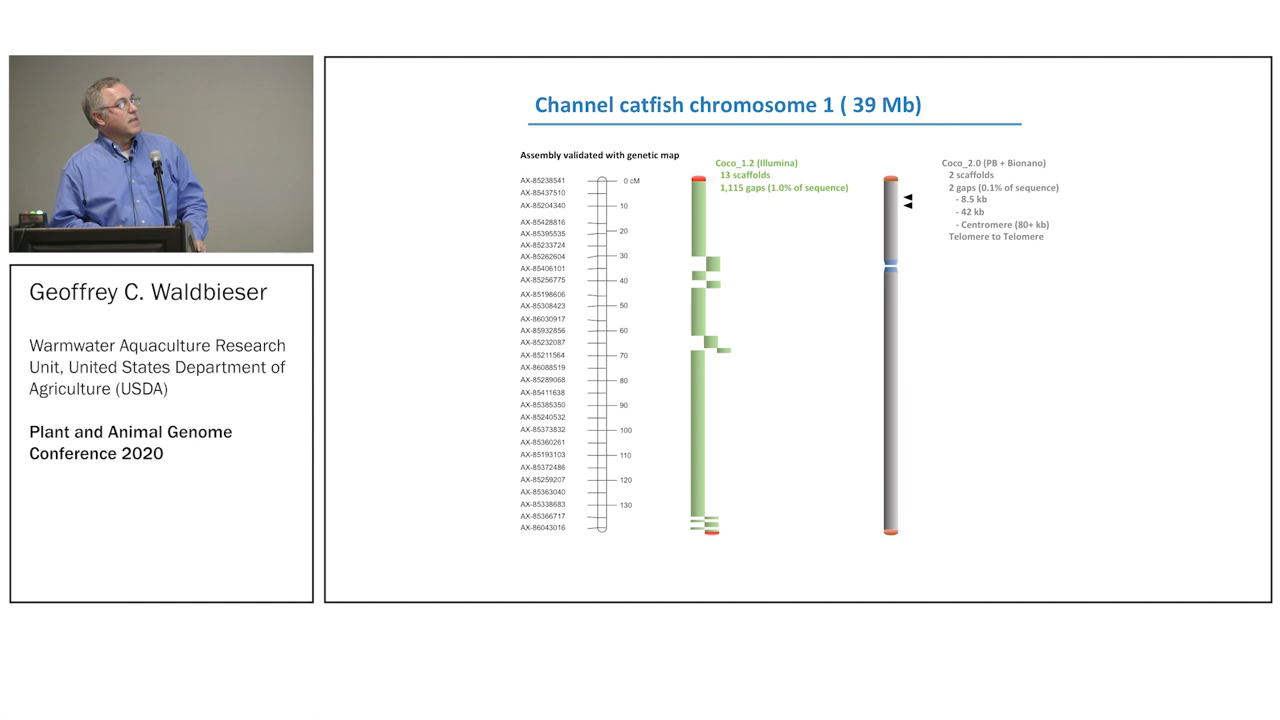 Geoffrey C. Waldbieser
Warmwater Aquaculture Research
Unit, United States Department of
Agriculture (USDA)
Plant and Animal Genome
Conference 2020
Channel catfish chromosome 1 ( 39 Mb)
Assembly validated with genetic map
AX-85238541
AX-85437510
AX-85204340
AX-85428816
AX-85395535
AX-85233724
AX-85262604
AX-85406101
AX-85256775
AX-85198606
AX-85308423
AX-86030917
AX-85932856
AX-85232087
AX-85211564
AX-86088519
AX-85289068
AX-85411638
AX-85385350
AX-85240532
AX-85373832
AX-85360261
AX-85193103
AX-85372486
AX-85259207
AX-85363040
AX-85338683
AX-85366717
AX-86043016
0 cM
10
20
30
40
50
60
70
80
90
100
110
120
130
Coco_1.2 (Illumina)
13 scaffolds
1,115 gaps (1.0% of sequence)
Coco_2.0 (PB + Bionano)
2 scaffolds
2 gaps (0.1% of sequence)
- 8.5 kb
- 42 kb
- Centromere (80+ kb)
Telomere to Telomere